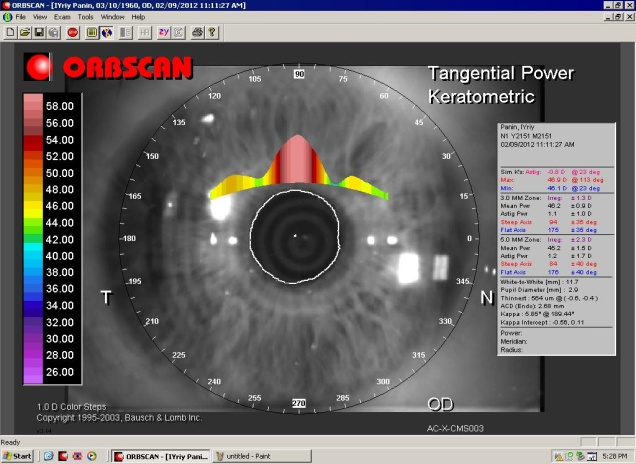 ORBSCAN - [IYriy Panin, 03/10/1960, OD, 02/09/2012 11:11:27 AM]
File View Exam Tools Window Help
ORBSCAN
Tangential Power
Keratometric
58.00
56.00
54.00
52.00
50.00
48.00
46.00
44.00
42.00
40.00
38.00
36.00
34.00
32.00
30.00
28.00
26.00
90
120
60
135
150
165
15
180
0
195
345
210
330
225
315
240
300
255
285
270
T
N
OD
Panin, IYriy
N1 Y2151 M2151
02/09/2012 11:11:27 AM
Sim K's: Astig: -0.8 D @ 23 deg
Max: 46.9 D @ 113 deg
Min: 46.1 D @ 23 deg
3.0 MM Zone: Irreg: ± 1.3 D
Mean Pwr 46.2 ± 0.9 D
Astig Pwr 1.1 ± 1.0 D
Steep Axis 94 ± 35 deg
Flat Axis 176 ± 35 deg
5.0 MM Zone: Irreg: ± 2.3 D
Mean Pwr 46.2 ± 1.5 D
Astig Pwr 1.2 ± 1.7 D
Steep Axis 84 ± 40 deg
Flat Axis 176 ± 40 deg
White-to-White [mm] : 11.7
Pupil Diameter [mm] : 2.9
Thinnest : 564 um @ ( -0.6, -0.4 )
ACD (Endo): 2.68 mm
Kappa : 5.85° @ 189.44°
Kappa Intercept : -0.55, 0.11
Power:
Meridian:
Radius:
1.0 D Color Steps
Copyright 1995-2003, Bausch & Lomb Inc.
AC-X-CMS003
Ready
Start
ORBSCAN - [IYriy Pani...
untitled - Paint
5:28 PM